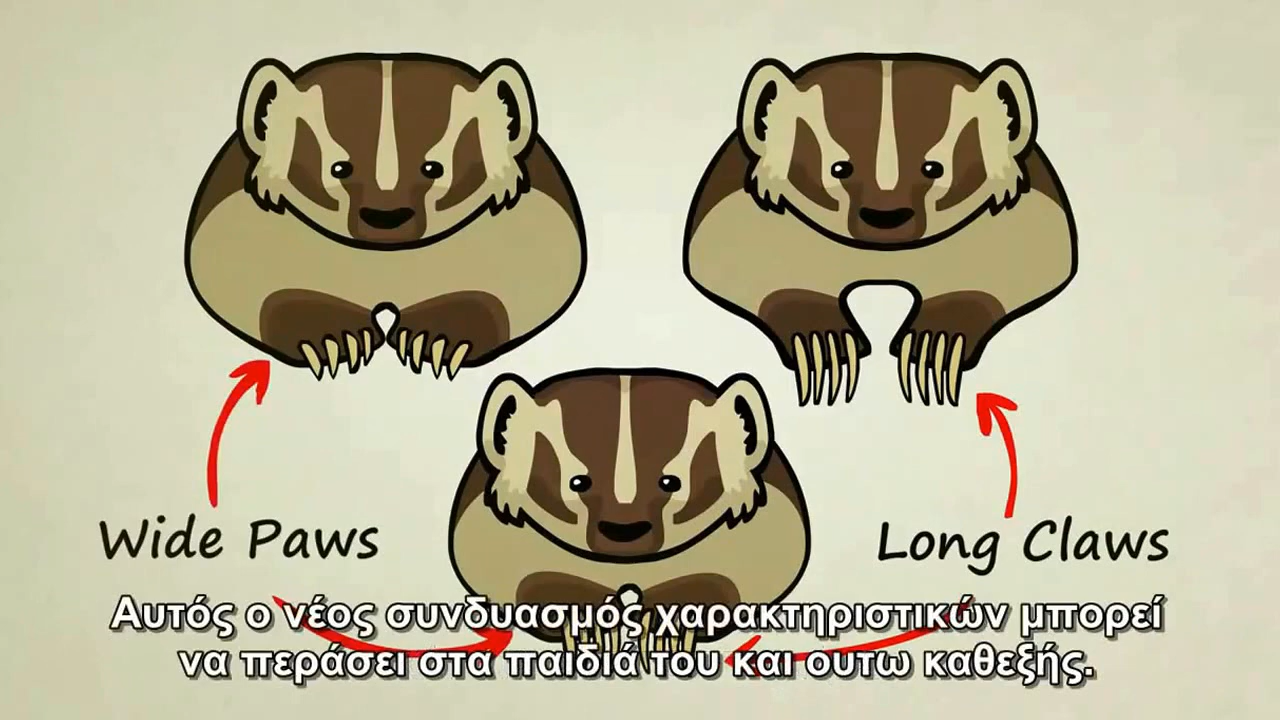 Wide Paws
Long Claws
Αυτός ο νέος συνδυασμός χαρακτηριστικών μπορεί
να περάσει στα παιδιά του και ουτω καθεξής.